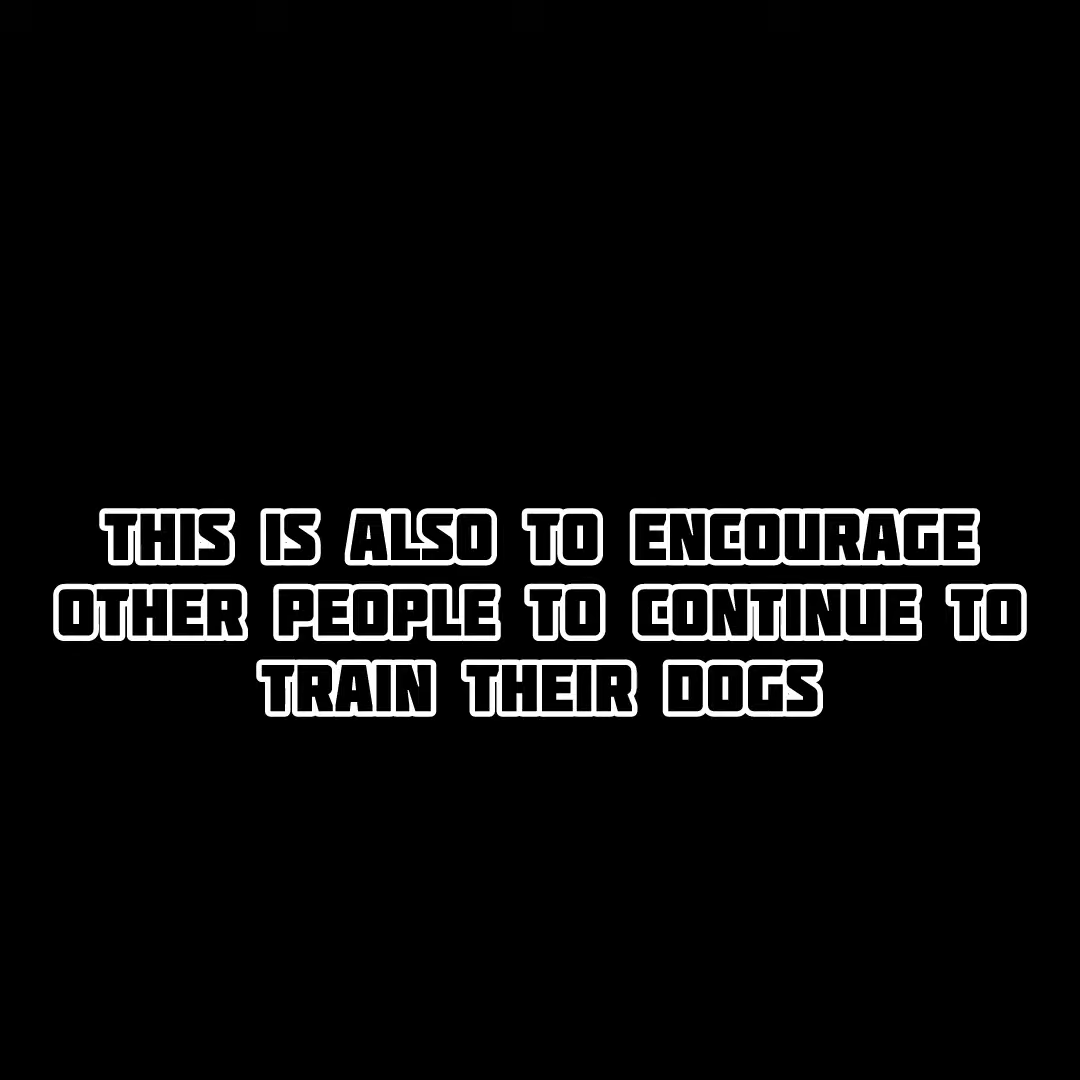 THIS IS ALSO TO ENCOURAGE
OTHER PEOPLE TO CONTINUE TO
TRAIN THEIR DOGS